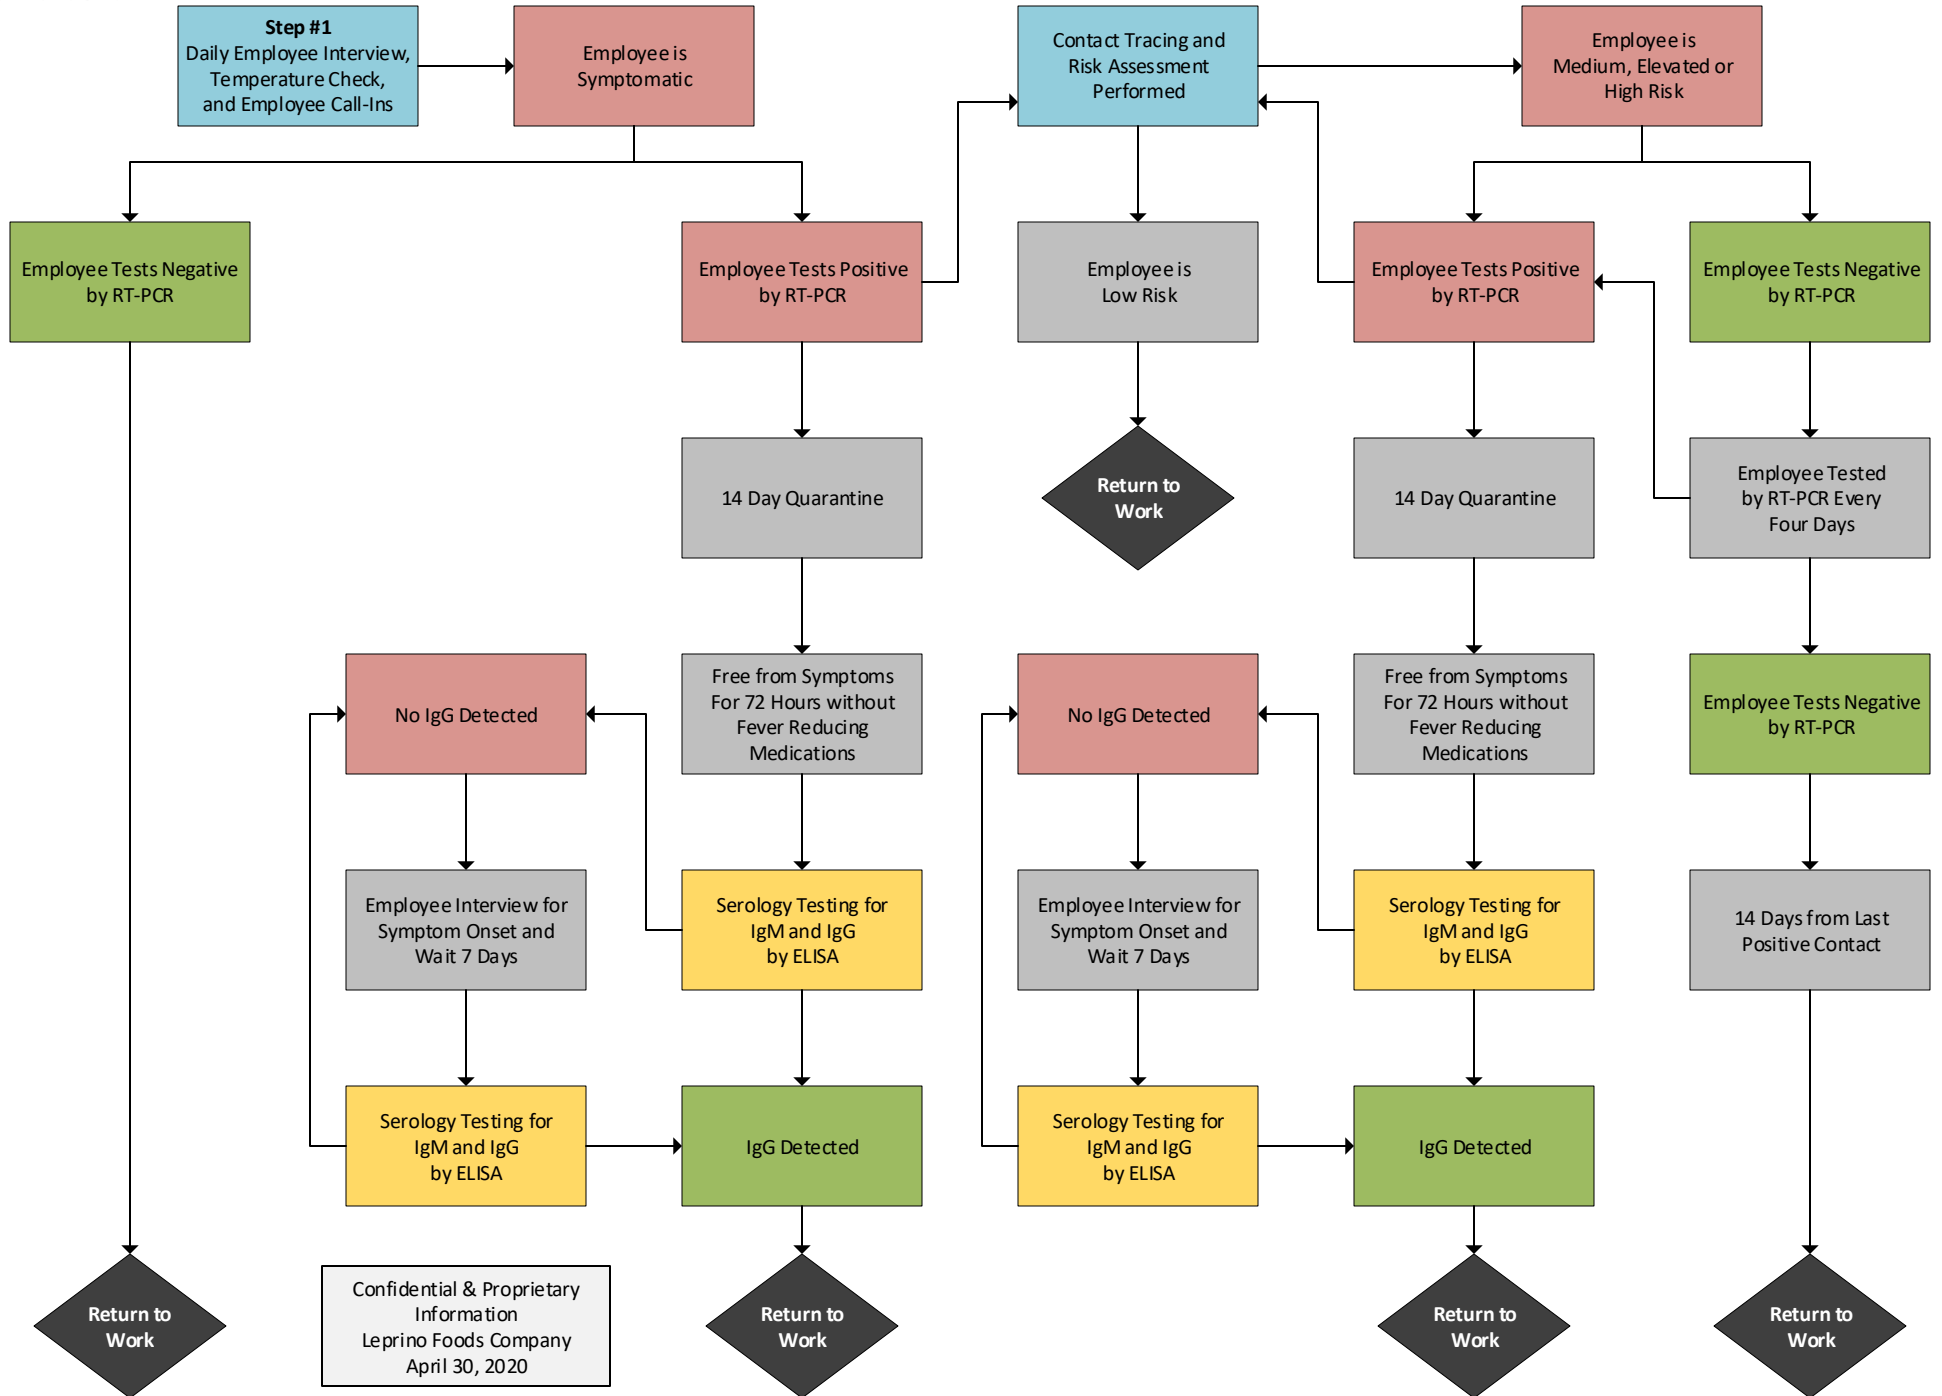 Step #1
Daily Employee Interview,
Temperature Check,
and Employee Call-Ins
Employee is
Symptomatic
Contact Tracing and
Risk Assessment
Performed
Employee is
Medium, Elevated or
High Risk
Employee Tests Negative
by RT-PCR
Employee Tests Positive
by RT-PCR
Employee is
Low Risk
Employee Tests Positive
by RT-PCR
Employee Tests Negative
by RT-PCR
14 Day Quarantine
Return to
Work
14 Day Quarantine
Employee Tested
by RT-PCR Every
Four Days
No IgG Detected
Free from Symptoms
For 72 Hours without
Fever Reducing
Medications
No IgG Detected
Free from Symptoms
For 72 Hours without
Fever Reducing
Medications
Employee Tests Negative
by RT-PCR
Employee Interview for
Symptom Onset and
Wait 7 Days
Serology Testing for
IgM and IgG
by ELISA
Employee Interview for
Symptom Onset and
Wait 7 Days
Serology Testing for
IgM and IgG
by ELISA
14 Days from Last
Positive Contact
Serology Testing for
IgM and IgG
by ELISA
IgG Detected
Serology Testing for
IgM and IgG
by ELISA
IgG Detected
Return to
Work
Confidential & Proprietary
Information
Leprino Foods Company
April 30, 2020
Return to
Work
Return to
Work
Return to
Work